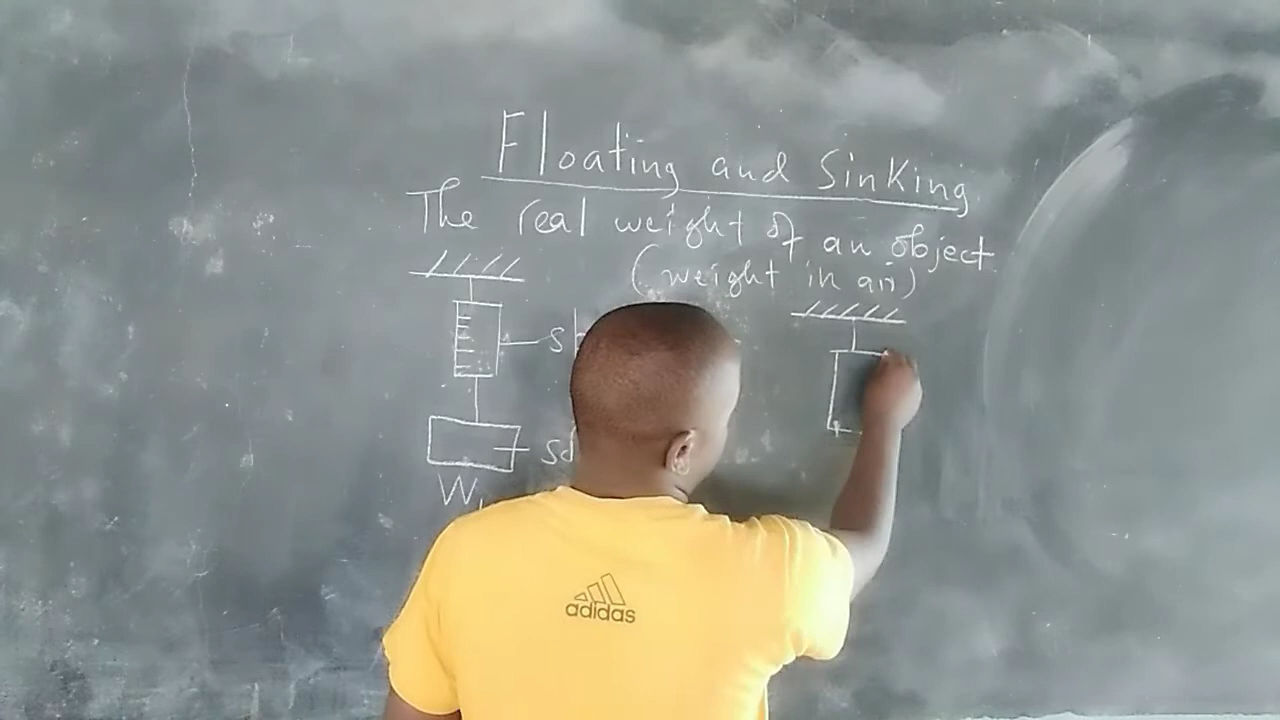 Floating and Sinking
The real weight of an object
(weight in air)
W
adidas